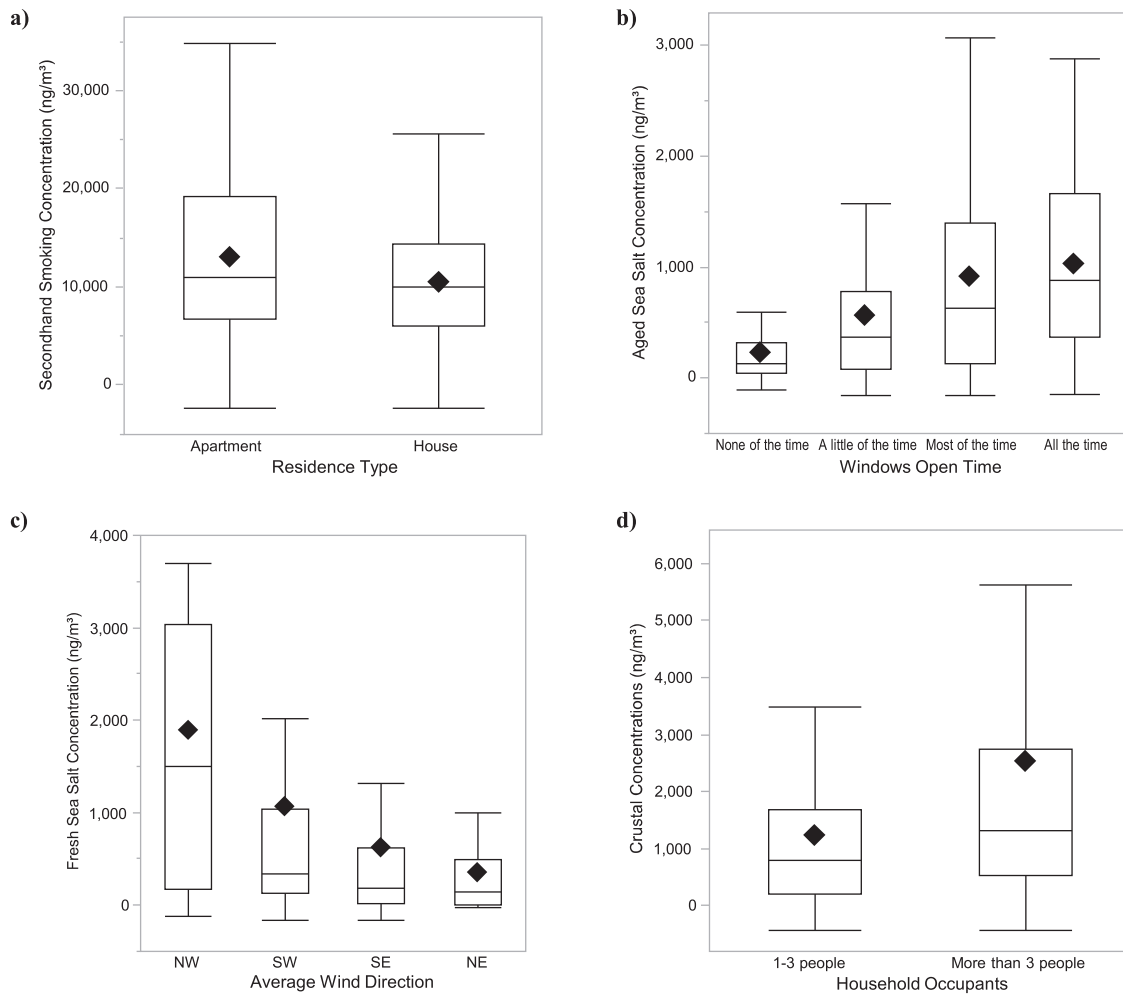 a)
Secondhand Smoking Concentration (ng/m³)
30,000
20,000
10,000
0
Apartment
House
Residence Type
b)
Aged Sea Salt Concentration (ng/m³)
3,000
2,000
1,000
0
None of the time
A little of the time
Most of the time
All the time
Windows Open Time
c)
Fresh Sea Salt Concentration (ng/m³)
4,000
3,000
2,000
1,000
0
NW
SW
SE
NE
Average Wind Direction
d)
Crustal Concentrations (ng/m³)
6,000
5,000
4,000
3,000
2,000
1,000
0
1-3 people
More than 3 people
Household Occupants